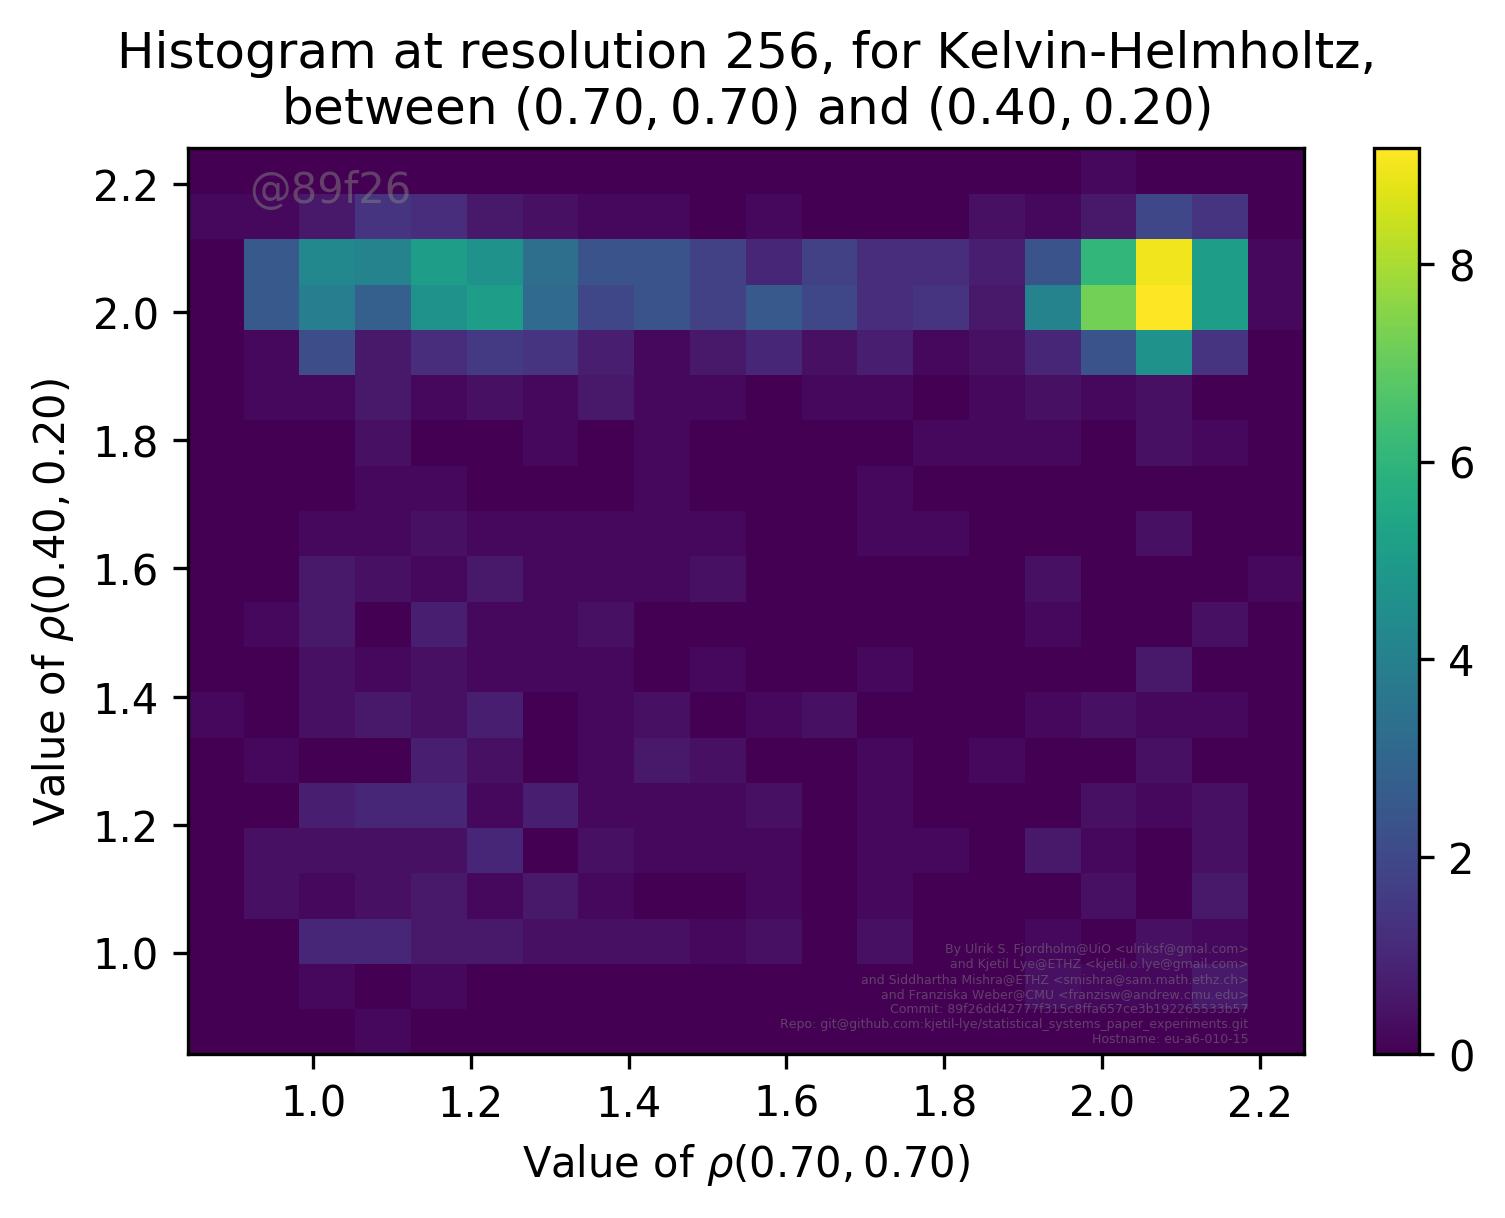 Histogram at resolution 256, for Kelvin-Helmholtz,
between (0.70, 0.70) and (0.40, 0.20)
@89f26
2.2
2.0
1.8
1.6
1.4
1.2
1.0
Value of ρ(0.40, 0.20)
1.0 1.2 1.4 1.6 1.8 2.0 2.2
Value of ρ(0.70, 0.70)
8
6
4
2
0
By Ulrik S. Fjordholm@UiO <ulriksf@gmal.com>
and Kjetil Lye@ETHZ <kjetil.o.lye@gmail.com>
and Siddhartha Mishra@ETHZ <smishra@sam.math.ethz.ch>
and Franziska Weber@CMU <franzisw@andrew.cmu.edu>
Commit: 89f26dd42777f315c8ffa657ce3b192265533b57
Repo: git@github.com:kjetil-lye/statistical_systems_paper_experiments.git
Hostname: eu-a6-010-15